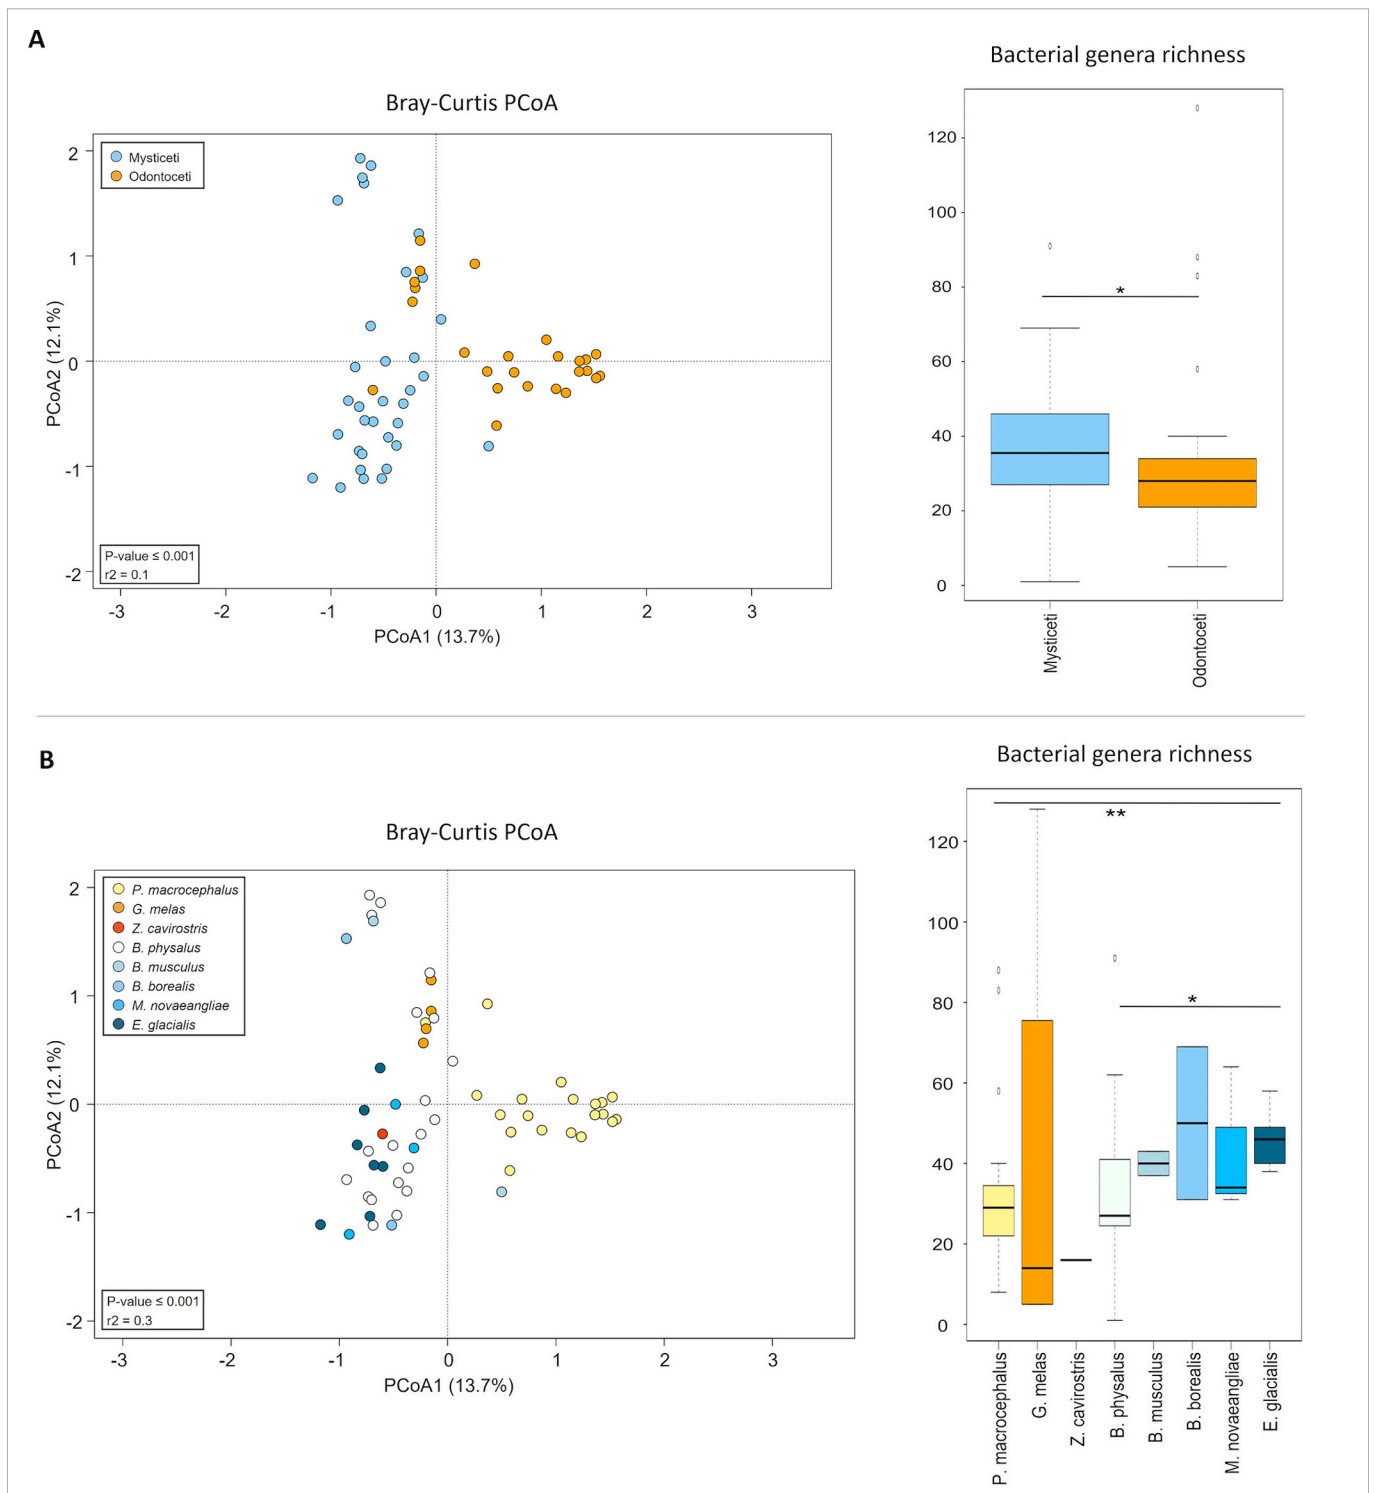 A
Bray-Curtis PCoA
Mysticeti
Odontoceti
2
1
0
-1
-2
PCoA2 (12.1%)
P-value ≤ 0.001
r2 = 0.1
-3 -2 -1 0 1 2 3
PCoA1 (13.7%)
Bacterial genera richness
120
100
80
60
40
20
0
*
Mysticeti
Odontoceti
B
Bray-Curtis PCoA
P. macrocephalus
G. melas
Z. cavirostris
B. physalus
B. musculus
B. borealis
M. novaeangliae
E. glacialis
2
1
0
-1
-2
PCoA2 (12.1%)
P-value ≤ 0.001
r2 = 0.3
-3 -2 -1 0 1 2 3
PCoA1 (13.7%)
Bacterial genera richness
**
*
120
100
80
60
40
20
0
P. macrocephalus
G. melas
Z. cavirostris
B. physalus
B. musculus
B. borealis
M. novaeangliae
E. glacialis